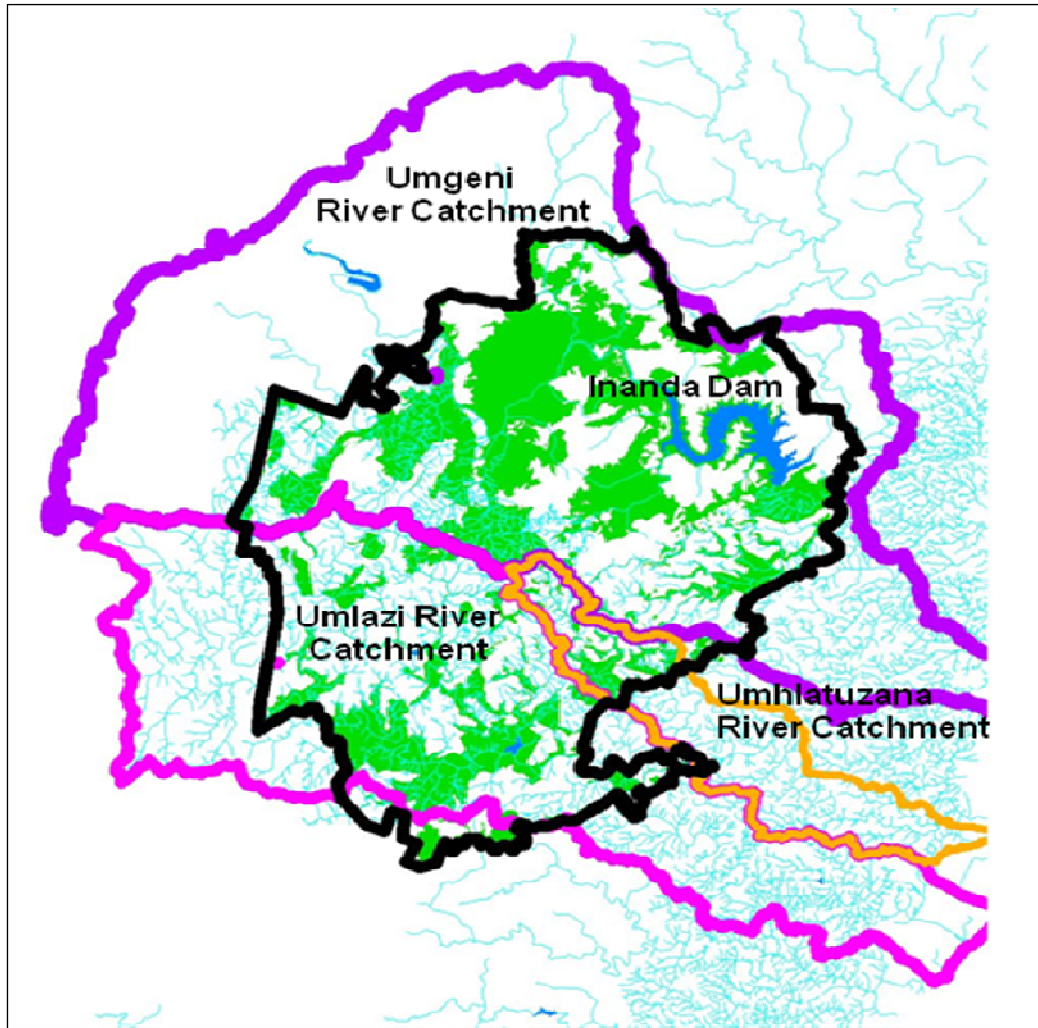 Umgeni
River Catchment
Inanda Dam
Umlazi River
Catchment
Umhlatuzana
River Catchment